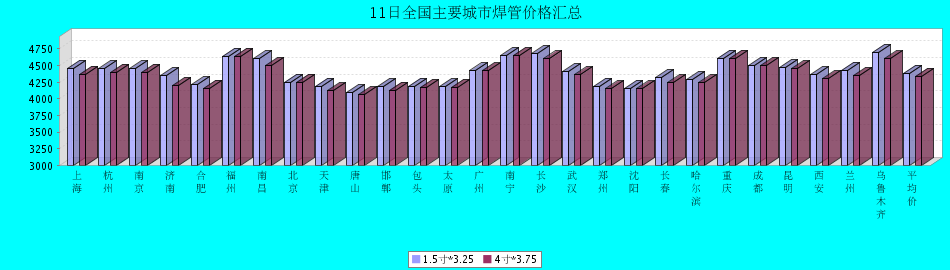 11日全国主要城市焊管价格汇总
4750
4500
4250
4000
3750
3500
3250
3000
上海
杭州
南京
济南
合肥
福州
南昌
北京
天津
唐山
邯郸
包头
太原
广州
南宁
长沙
武汉
郑州
沈阳
长春
哈尔滨
重庆
成都
昆明
西安
兰州
乌鲁木齐
平均价
1.5寸*3.25
4寸*3.75